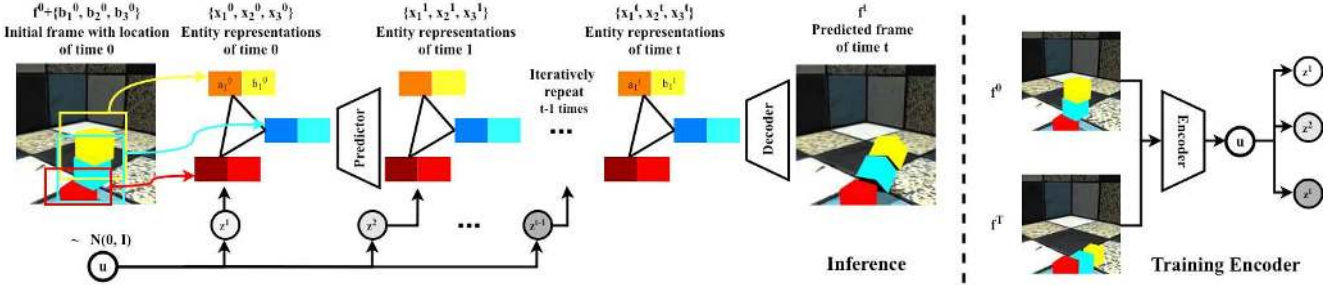 f⁰+{b₁⁰, b₂⁰, b₃⁰}
Initial frame with location
of time 0
{x₁⁰, x₂⁰, x₃⁰}
Entity representations
of time 0
{x₁¹, x₂¹, x₃¹}
Entity representations
of time 1
{x₁ᵗ, x₂ᵗ, x₃ᵗ}
Entity representations
of time t
fᵗ
Predicted frame
of time t
a₁⁰ b₁⁰
Predictor
Iteratively
repeat
t-1 times
...
a₁ᵗ b₁ᵗ
Decoder
z¹
z²
...
zᵗ⁻¹
~ N(0, I)
u
Inference
f⁰
fᵀ
Encoder
u
z¹
z²
zᵗ
Training Encoder